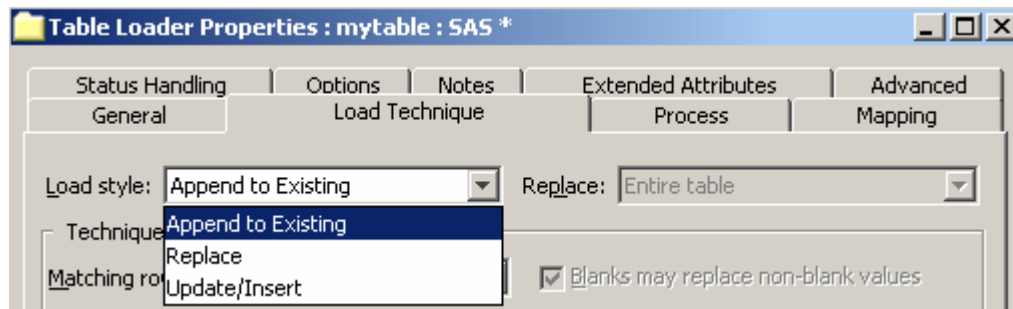 Table Loader Properties : mytable : SAS *
Status Handling Options Notes Extended Attributes Advanced
General Load Technique Process Mapping
Load style: Append to Existing Replace: Entire table
Append to Existing
Technique
Replace
Matching Blanks may replace non-blank values
Update/Insert